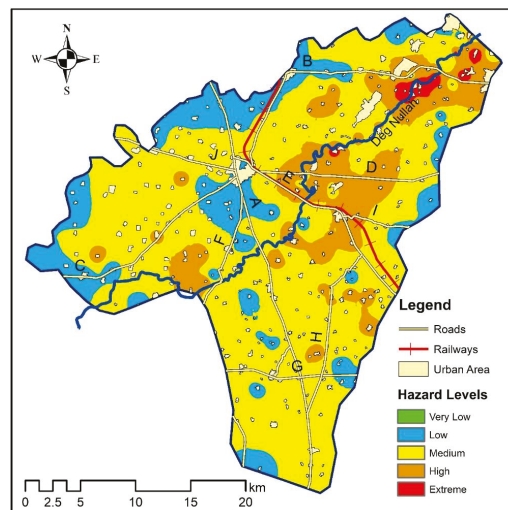 N
W E
S
B
Deg Nullah
J
D
E
A
I
F
C
H
G
Legend
Roads
Railways
Urban Area
Hazard Levels
Very Low
Low
Medium
High
Extreme
km
0 2.5 5 10 15 20